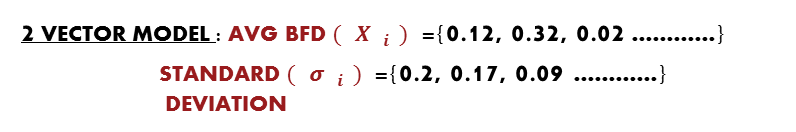 2 VECTOR MODEL : AVG BFD ( X i ) ={0.12, 0.32, 0.02 ............}
STANDARD ( σ i ) ={0.2, 0.17, 0.09 ............}
DEVIATION